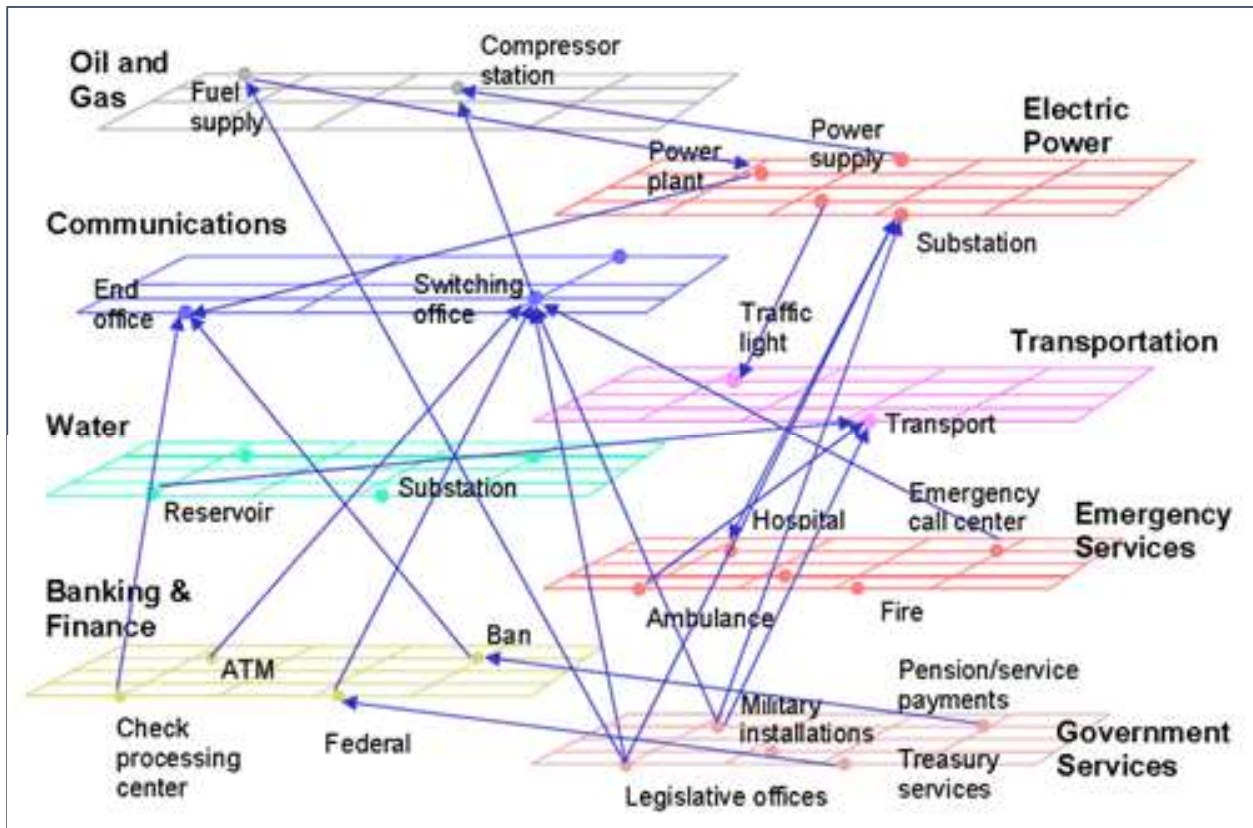 Oil and
Gas
Fuel
supply
Compressor
station
Electric
Power
Power
supply
Power
plant
Substation
Communications
End
office
Switching
office
Traffic
light
Transportation
Transport
Water
Reservoir
Substation
Hospital
Emergency
call center
Emergency
Services
Ambulance
Fire
Banking &
Finance
ATM
Ban
Check
processing
center
Federal
Pension/service
payments
Military
installations
Government
Services
Treasury
services
Legislative offices